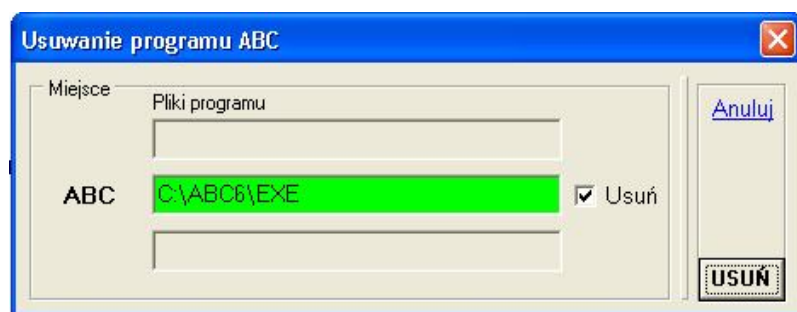 Usuwanie programu ABC
Miejsce
Pliki programu
Anuluj
ABC
C:\ABC6\EXE
Usuń
USUŃ